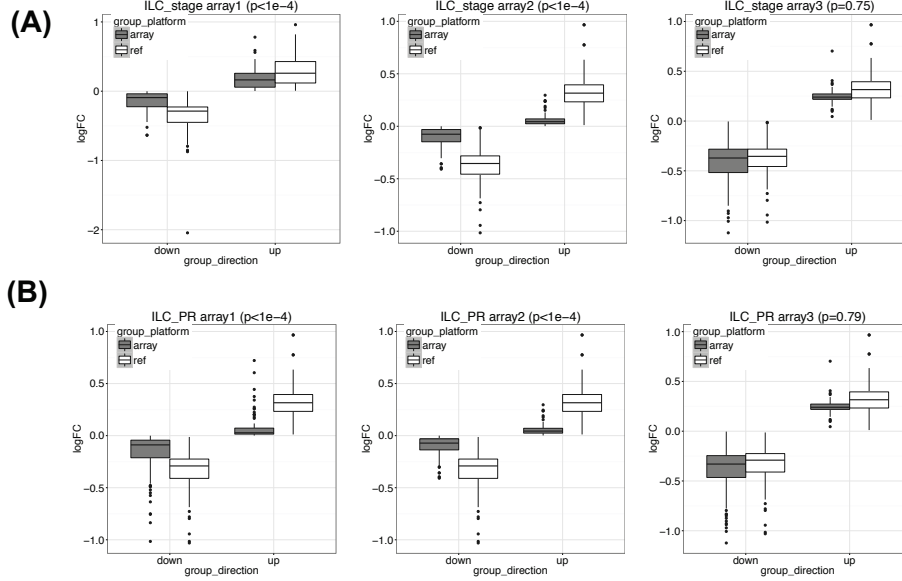 (A)
ILC_stage array1 (p<1e−4)
group_platform
array
ref
logFC
1
0
−1
−2
down
up
group_direction
ILC_stage array2 (p<1e−4)
group_platform
array
ref
logFC
1.0
0.5
0.0
−0.5
−1.0
down
up
group_direction
ILC_stage array3 (p=0.75)
group_platform
array
ref
logFC
1.0
0.5
0.0
−0.5
−1.0
down
up
group_direction
(B)
ILC_PR array1 (p<1e−4)
group_platform
array
ref
logFC
1.0
0.5
0.0
−0.5
−1.0
down
up
group_direction
ILC_PR array2 (p<1e−4)
group_platform
array
ref
logFC
1.0
0.5
0.0
−0.5
−1.0
down
up
group_direction
ILC_PR array3 (p=0.79)
group_platform
array
ref
logFC
1.0
0.5
0.0
−0.5
−1.0
down
up
group_direction